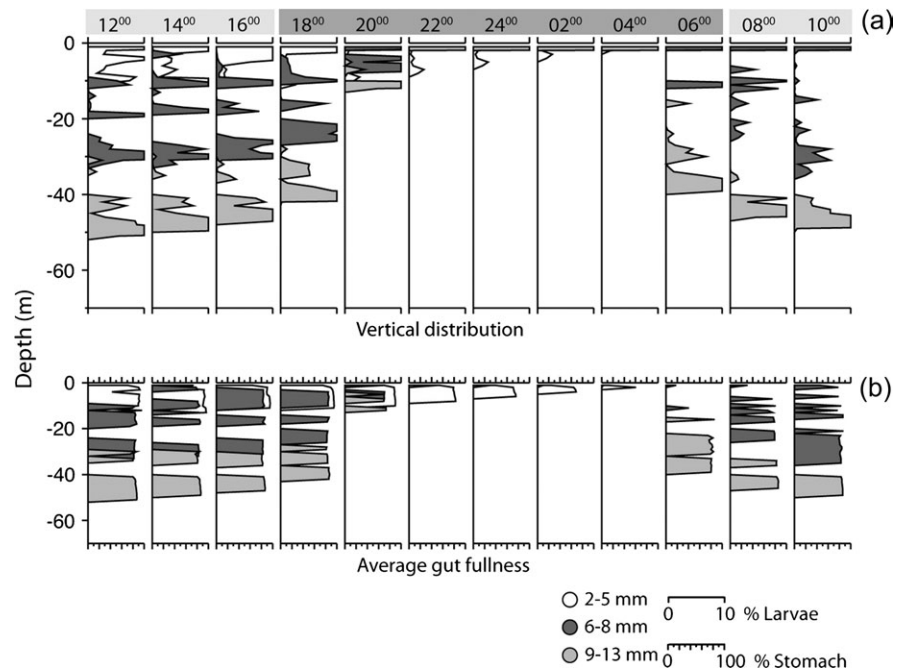 12⁰⁰ 14⁰⁰ 16⁰⁰ 18⁰⁰ 20⁰⁰ 22⁰⁰ 24⁰⁰ 02⁰⁰ 04⁰⁰ 06⁰⁰ 08⁰⁰ 10⁰⁰ (a)
0
-20
-40
-60
Vertical distribution
Depth (m)
0 (b)
-20
-40
-60
Average gut fullness
2-5 mm 0 10 % Larvae
6-8 mm
9-13 mm 0 100 % Stomach